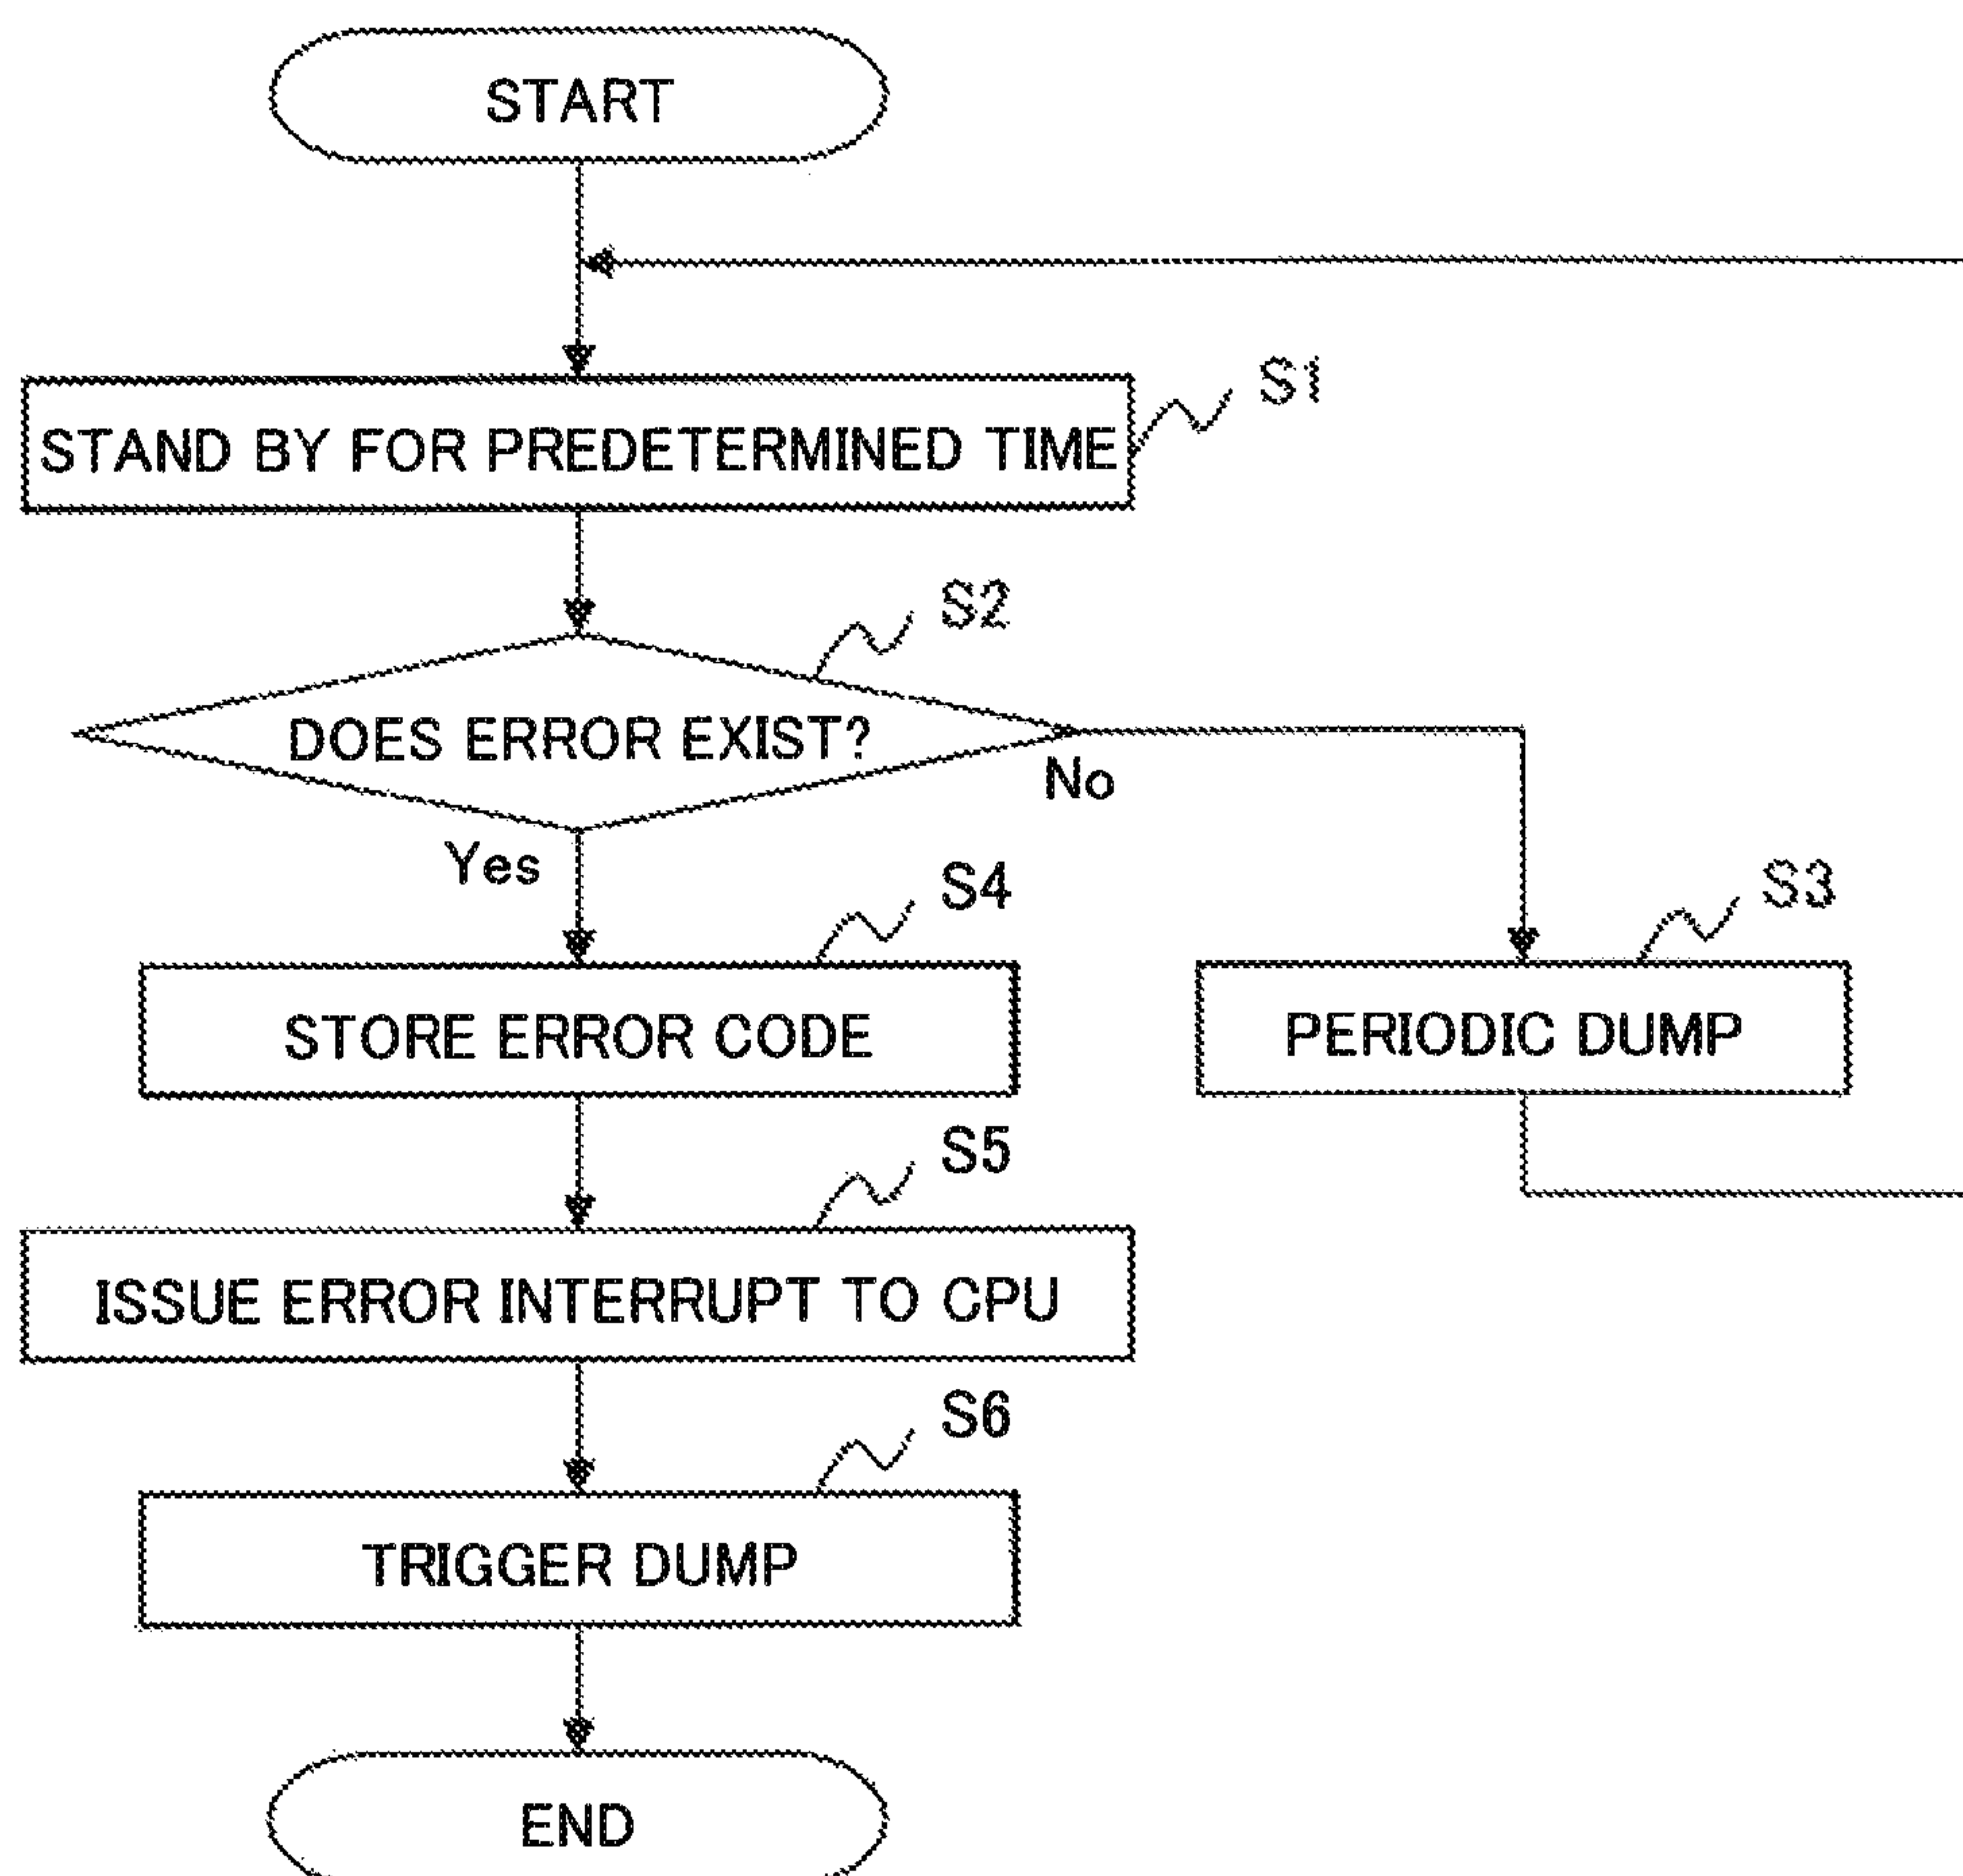 START
STAND BY FOR PREDETERMINED TIME
S1
S2
DOES ERROR EXIST?
No
Yes
S4
S3
STORE ERROR CODE
PERIODIC DUMP
S5
ISSUE ERROR INTERRUPT TO CPU
S6
TRIGGER DUMP
END